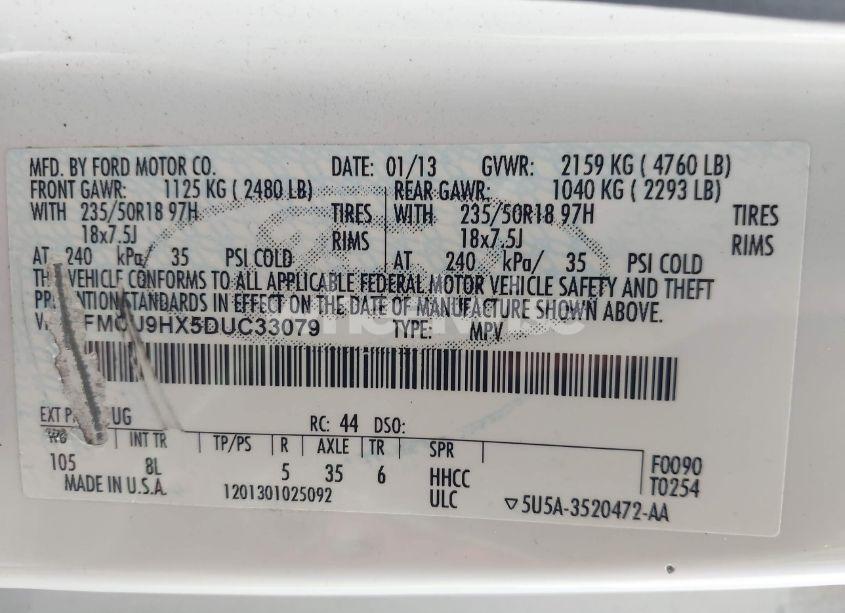 MFD. BY FORD MOTOR CO. DATE: 01/13 GVWR: 2159 KG ( 4760 LB)
FRONT GAWR: 1125 KG ( 2480 LB) REAR GAWR: 1040 KG ( 2293 LB)
WITH 235/50R18 97H TIRES WITH 235/50R18 97H TIRES
18x7.5J RIMS 18x7.5J RIMS
AT 240 kPa/ 35 PSI COLD AT 240 kPa/ 35 PSI COLD
VEHICLE CONFORMS TO ALL APPLICABLE FEDERAL MOTOR VEHICLE SAFETY AND THEFT
STANDARDS IN EFFECT ON THE DATE OF MANUFACTURE SHOWN ABOVE.
FMCU9HX5DUC33079 TYPE: MPV
EXT UG RC: 44 DSO:
INT TR TP/PS R AXLE TR SPR
105 8L 5 35 6 HHCC F0090
MADE IN U.S.A. 1201301025092 ULC T0254
▽5U5A-3520472-AA